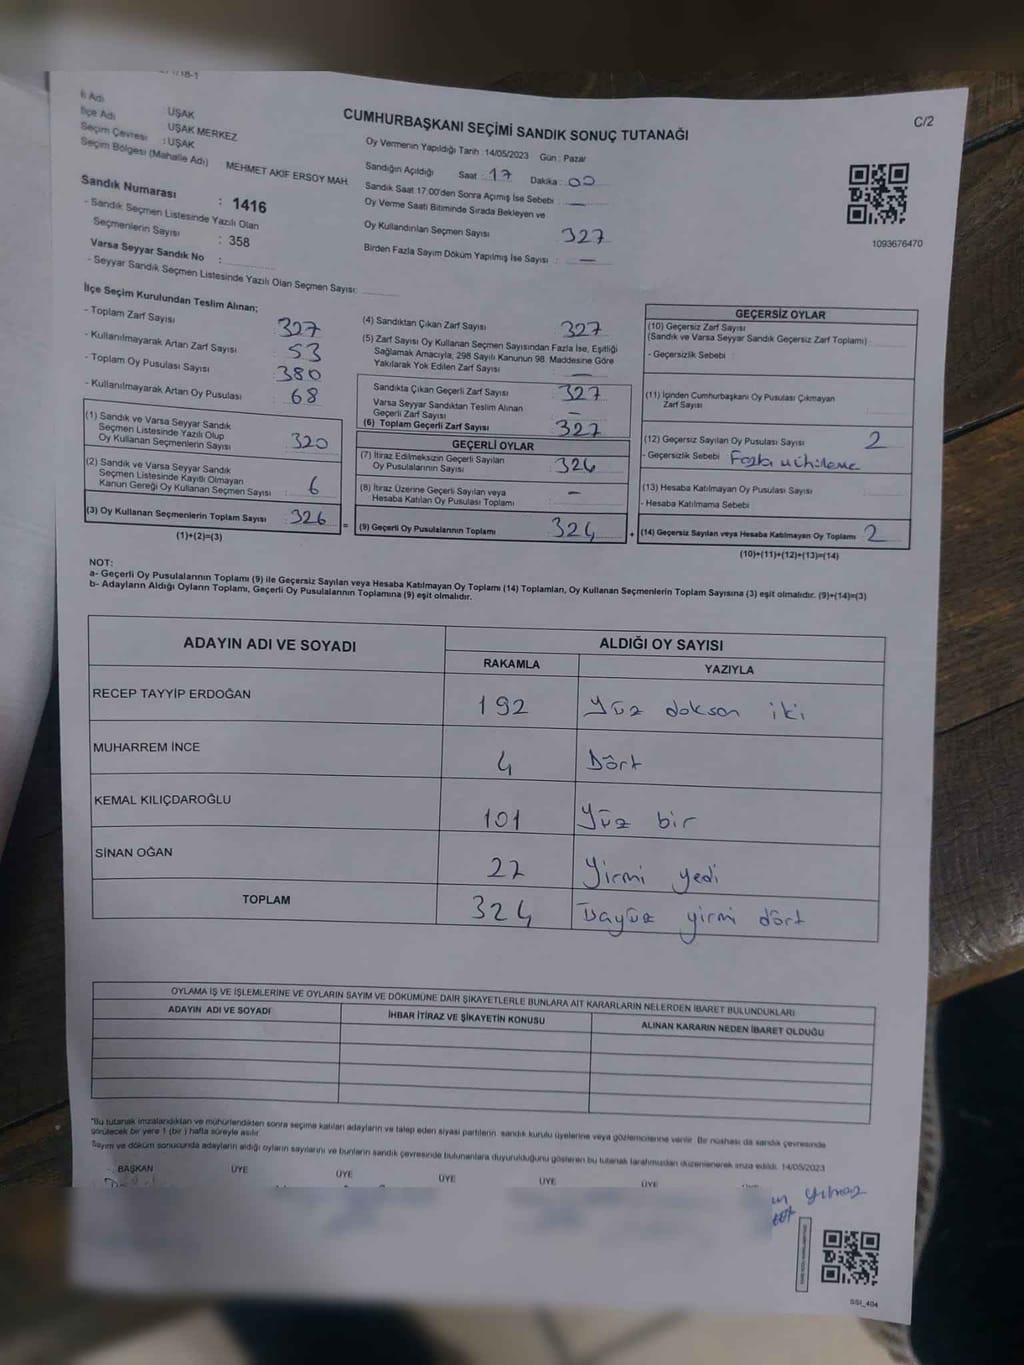 18-1
İl Adı : UŞAK
İlçe Adı : UŞAK MERKEZ
Seçim Çevresi : UŞAK
Seçim Bölgesi (Mahalle Adı) MEHMET AKİF ERSOY MAH.
Sandık Numarası : 1416
- Sandık Seçmen Listesinde Yazılı Olan
Seçmenlerin Sayısı : 358
Varsa Seyyar Sandık No :
- Seyyar Sandık Seçmen Listesinde Yazılı Olan Seçmen Sayısı:
CUMHURBAŞKANI SEÇİMİ SANDIK SONUÇ TUTANAĞI
C/2
Oy Vermenin Yapıldığı Tarih : 14/05/2023 Gün : Pazar
Sandığın Açıldığı Saat : 17 Dakika : 00
Sandık Saat 17.00'den Sonra Açımış İse Sebebi : —
Oy Verme Saati Bitiminde Sırada Bekleyen ve
Oy Kullandırılan Seçmen Sayısı 327
Birden Fazla Sayım Döküm Yapılmış İse Sayısı : —
1093676470
İlçe Seçim Kurulundan Teslim Alınan;
- Toplam Zarf Sayısı 327
- Kullanılmayarak Artan Zarf Sayısı 53
- Toplam Oy Pusulası Sayısı 380
- Kullanılmayarak Artan Oy Pusulası 68
(1) Sandık ve Varsa Seyyar Sandık
Seçmen Listesinde Yazılı Olup
Oy Kullanan Seçmenlerin Sayısı 320
(2) Sandık ve Varsa Seyyar Sandık
Seçmen Listesinde Kayıtlı Olmayan
Kanun Gereği Oy Kullanan Seçmen Sayısı 6
(3) Oy Kullanan Seçmenlerin Toplam Sayısı 326
(1)+(2)=(3)
(4) Sandıktan Çıkan Zarf Sayısı 327
(5) Zarf Sayısı Oy Kullanan Seçmen Sayısından Fazla İse, Eşitliği
Sağlamak Amacıyla, 298 Sayılı Kanunun 98. Maddesine Göre
Yakılarak Yok Edilen Zarf Sayısı —
Sandıkta Çıkan Geçerli Zarf Sayısı 327
Varsa Seyyar Sandıktan Teslim Alınan
Geçerli Zarf Sayısı —
(6) Toplam Geçerli Zarf Sayısı 327
GEÇERLİ OYLAR
(7) İtiraz Edilmeksizin Geçerli Sayılan
Oy Pusulalarının Sayısı 324
(8) İtiraz Üzerine Geçerli Sayılan veya
Hesaba Katılan Oy Pusulası Toplamı —
= (9) Geçerli Oy Pusulalarının Toplamı 324
GEÇERSİZ OYLAR
(10) Geçersiz Zarf Sayısı
(Sandık ve Varsa Seyyar Sandık Geçersiz Zarf Toplamı)
- Geçersizlik Sebebi :
(11) İçinden Cumhurbaşkanı Oy Pusulası Çıkmayan
Zarf Sayısı
(12) Geçersiz Sayılan Oy Pusulası Sayısı 2
- Geçersizlik Sebebi Fazla mühüleme
(13) Hesaba Katılmayan Oy Pusulası Sayısı
- Hesaba Katılmama Sebebi
+ (14) Geçersiz Sayılan veya Hesaba Katılmayan Oy Toplamı 2
(10)+(11)+(12)+(13)=(14)
NOT:
a- Geçerli Oy Pusulalarının Toplamı (9) ile Geçersiz Sayılan veya Hesaba Katılmayan Oy Toplamı (14) Toplamları, Oy Kullanan Seçmenlerin Toplam Sayısına (3) eşit olmalıdır. (9)+(14)=(3)
b- Adayların Aldığı Oyların Toplamı, Geçerli Oy Pusulalarının Toplamına (9) eşit olmalıdır.
ADAYIN ADI VE SOYADI ALDIĞI OY SAYISI
RAKAMLA YAZIYLA
RECEP TAYYİP ERDOĞAN 192 Yüz doksan iki
MUHARREM İNCE 4 Dört
KEMAL KILIÇDAROĞLU 101 Yüz bir
SİNAN OĞAN 27 Yirmi yedi
TOPLAM 324 yirmi dört
OYLAMA İŞ VE İŞLEMLERİNE VE OYLARIN SAYIM VE DÖKÜMÜNE DAİR ŞİKAYETLERLE BUNLARA AİT KARARLARIN NELERDEN İBARET BULUNDUKLARI
ADAYIN ADI VE SOYADI İHBAR İTİRAZ VE ŞİKAYETİN KONUSU ALINAN KARARIN NEDEN İBARET OLDUĞU
"Bu tutanak imzalandıktan ve mühürlendikten sonra seçime katılan adayların ve talep eden siyasi partilerin sandık kurulu üyelerine veya gözlemcilerine verilir. Bir nüshası da sandık çevresinde
görülecek bir yere 1 (bir) hafta süreyle asılır.
Sayım ve döküm sonucunda adayların aldığı oyların sayılarını ve bunların sandık çevresinde bulunanlara duyurulduğunu gösteren bu tutanak tarafımızdan düzenlenerek imza edildi. 14/05/2023
BAŞKAN ÜYE ÜYE ÜYE ÜYE ÜYE
Yılmaz
SSI_404